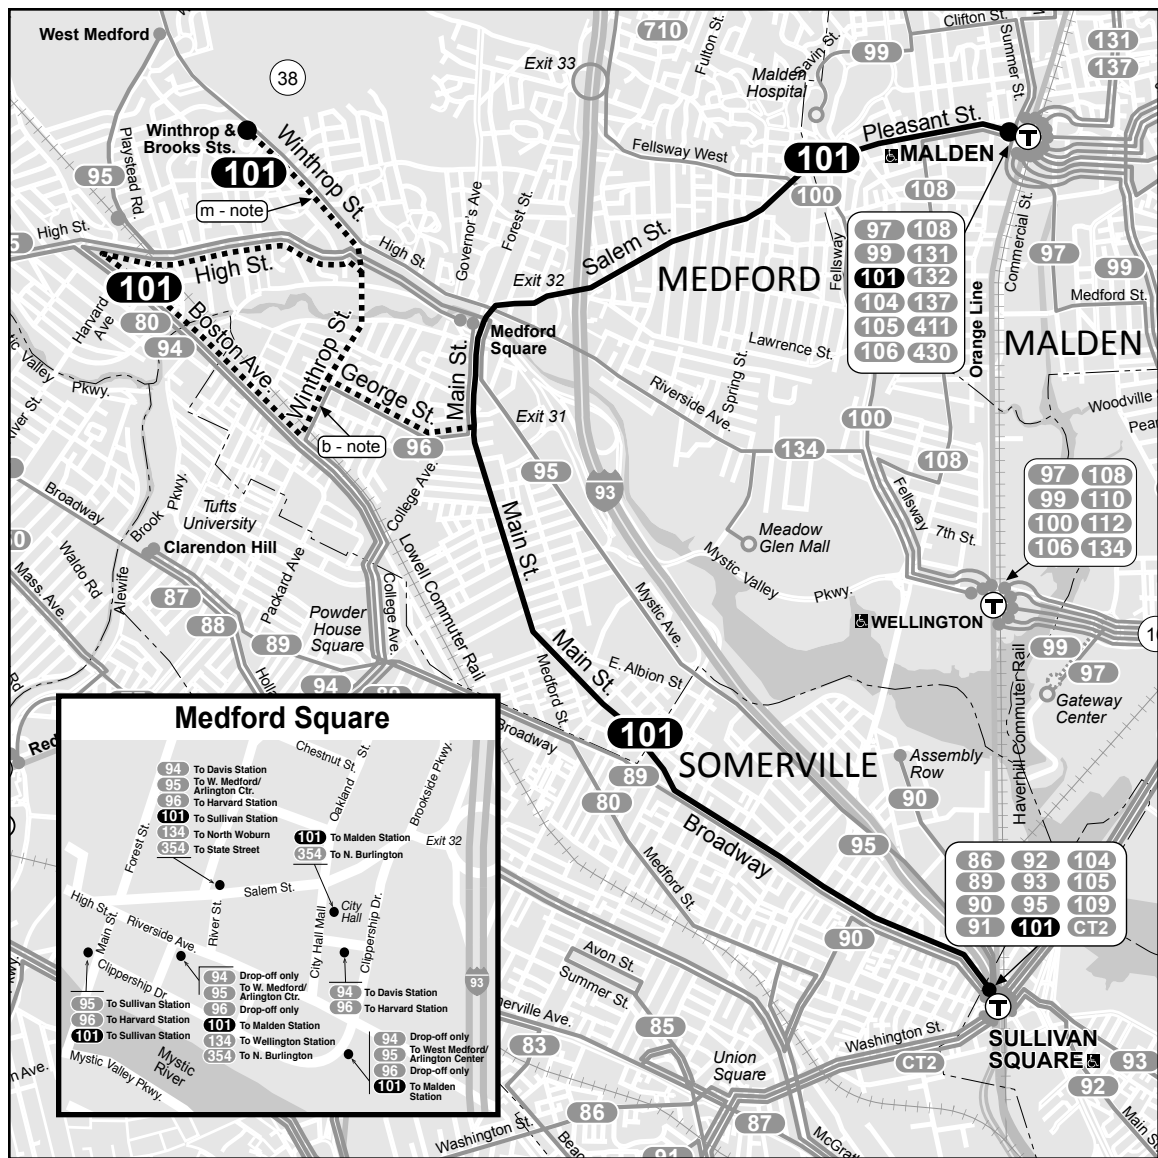 West Medford
38
Exit 33
710
Fulton St.
Gavin St.
99
Clifton St.
Summer St.
131
137
Malden
Hospital
Winthrop &
Brooks Sts.
Playstead Rd.
95
101
Winthrop St.
m - note
Fellsway West
Pleasant St.
101
MALDEN
T
100
108
High St.
High St.
Governor's Ave
Forest St.
Salem St.
Exit 32
MEDFORD
Fellsway
97 108
99 131
101 132
104 137
105 411
106 430
Commercial St.
97
99
Medford St.
Orange Line
MALDEN
High St.
101
80
94
Harvard
Ave
Boston Ave.
Winthrop St.
George St.
Main St.
Medford
Square
Lawrence St.
Spring St.
Riverside Ave.
Valley
Pkwy.
River St.
b - note
96
Exit 31
95
93
134
100
108
Woodville
97 108
99 110
100 112
106 134
Broadway
Brook
Pkwy.
Tufts
University
College Ave.
Main St.
Fellsway
7th St.
Meadow
Glen Mall
Clarendon Hill
Waldo Rd
Mass. Ave.
Alewife
Packard Ave
Lowell Commuter Rail
Mystic Valley
Pkwy.
WELLINGTON
T
87
88
89
Powder
House
Square
College Ave.
Mystic Ave.
Main St.
E. Albion St
Medford St.
99
97
Gateway
Center
Haverhill Commuter Rail
94
Broadway
101
SOMERVILLE
89
80
Assembly
Row
90
Broadway
95
Medford St.
86 92 104
89 93 105
90 95 109
91 101 CT2
90
Avon St.
Summer St.
85
83
T
SULLIVAN
SQUARE
Washington St.
CT2
93
92
Union
Square
86
87
91
Washington St.
Main St.
Medford Square
Chestnut St.
Oakland St.
Brookside Pkwy.
Exit 32
94 To Davis Station
95 To W. Medford/
Arlington Ctr.
96 To Harvard Station
101 To Sullivan Station
134 To North Woburn
354 To State Street
101 To Malden Station
354 To N. Burlington
Forest St.
Salem St.
City
Hall
High St.
Main St.
Riverside Ave.
River St.
City Hall Mall
Clippership Dr.
Clippership Dr.
93
95 To Sullivan Station
96 To Harvard Station
101 To Sullivan Station
94 Drop-off only
95 To W. Medford/
Arlington Ctr.
96 Drop-off only
101 To Malden Station
134 To Wellington Station
354 To N. Burlington
94 To Davis Station
96 To Harvard Station
94 Drop-off only
95 To West Medford/
Arlington Center
96 Drop-off only
101 To Malden
Station
Mystic Valley Pkwy.
Mystic
River